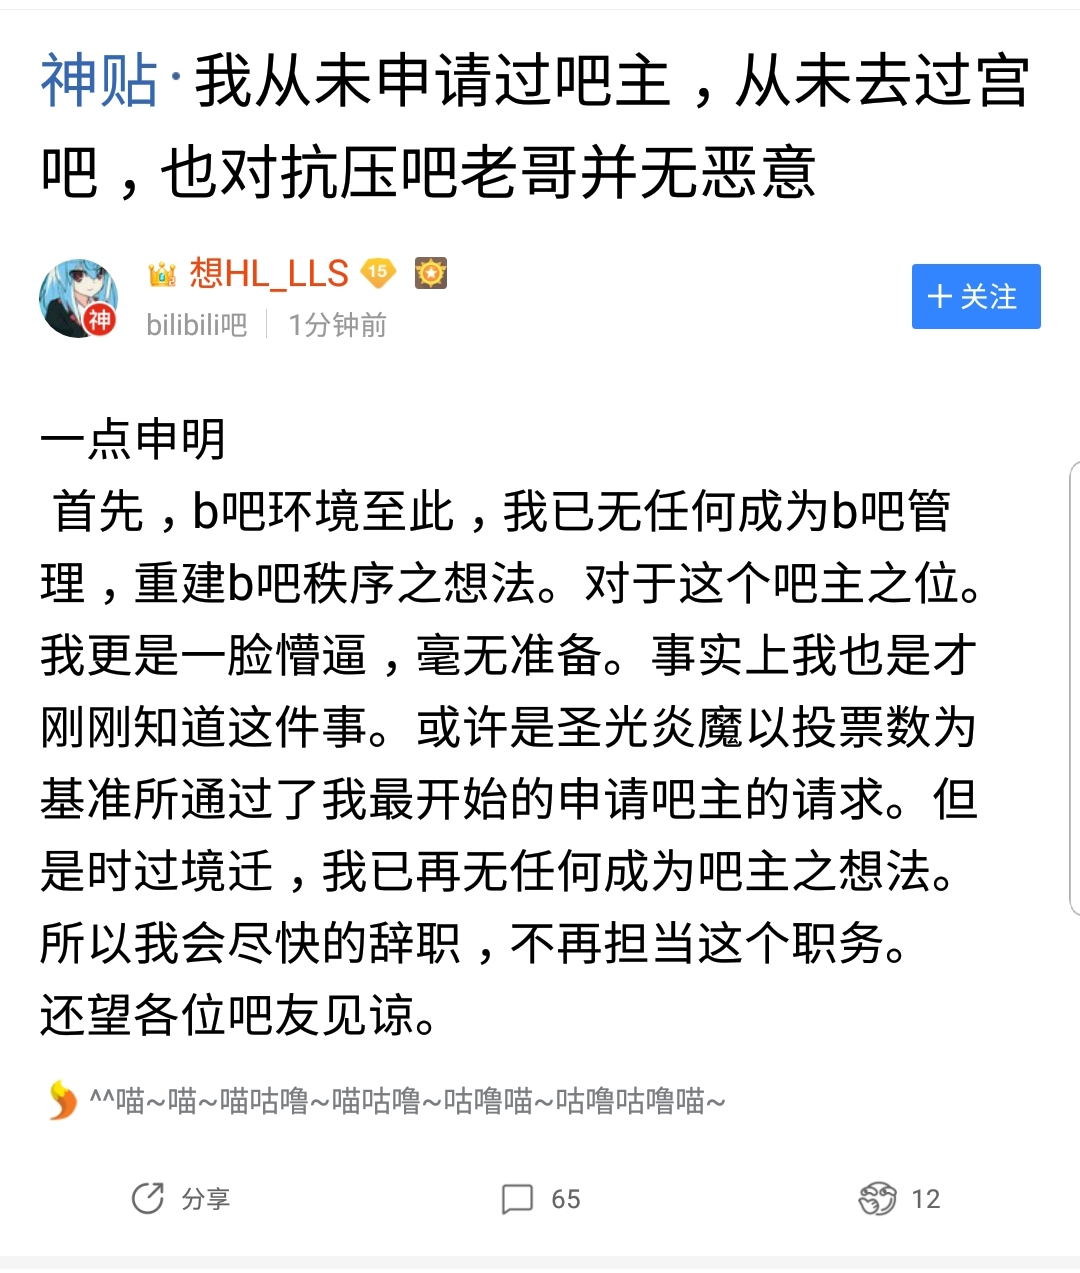 神贴·我从未申请过吧主，从未去过宫
吧，也对抗压吧老哥并无恶意
想HL_LLS 15
神
bilibili吧 1分钟前
＋关注
一点申明
首先，b吧环境至此，我已无任何成为b吧管
理，重建b吧秩序之想法。对于这个吧主之位。
我更是一脸懵逼，毫无准备。事实上我也是才
刚刚知道这件事。或许是圣光炎魔以投票数为
基准所通过了我最开始的申请吧主的请求。但
是时过境迁，我已再无任何成为吧主之想法。
所以我会尽快的辞职，不再担当这个职务。
还望各位吧友见谅。
^^喵~喵~喵咕噜~喵咕噜~咕噜喵~咕噜咕噜喵~
分享 65 12